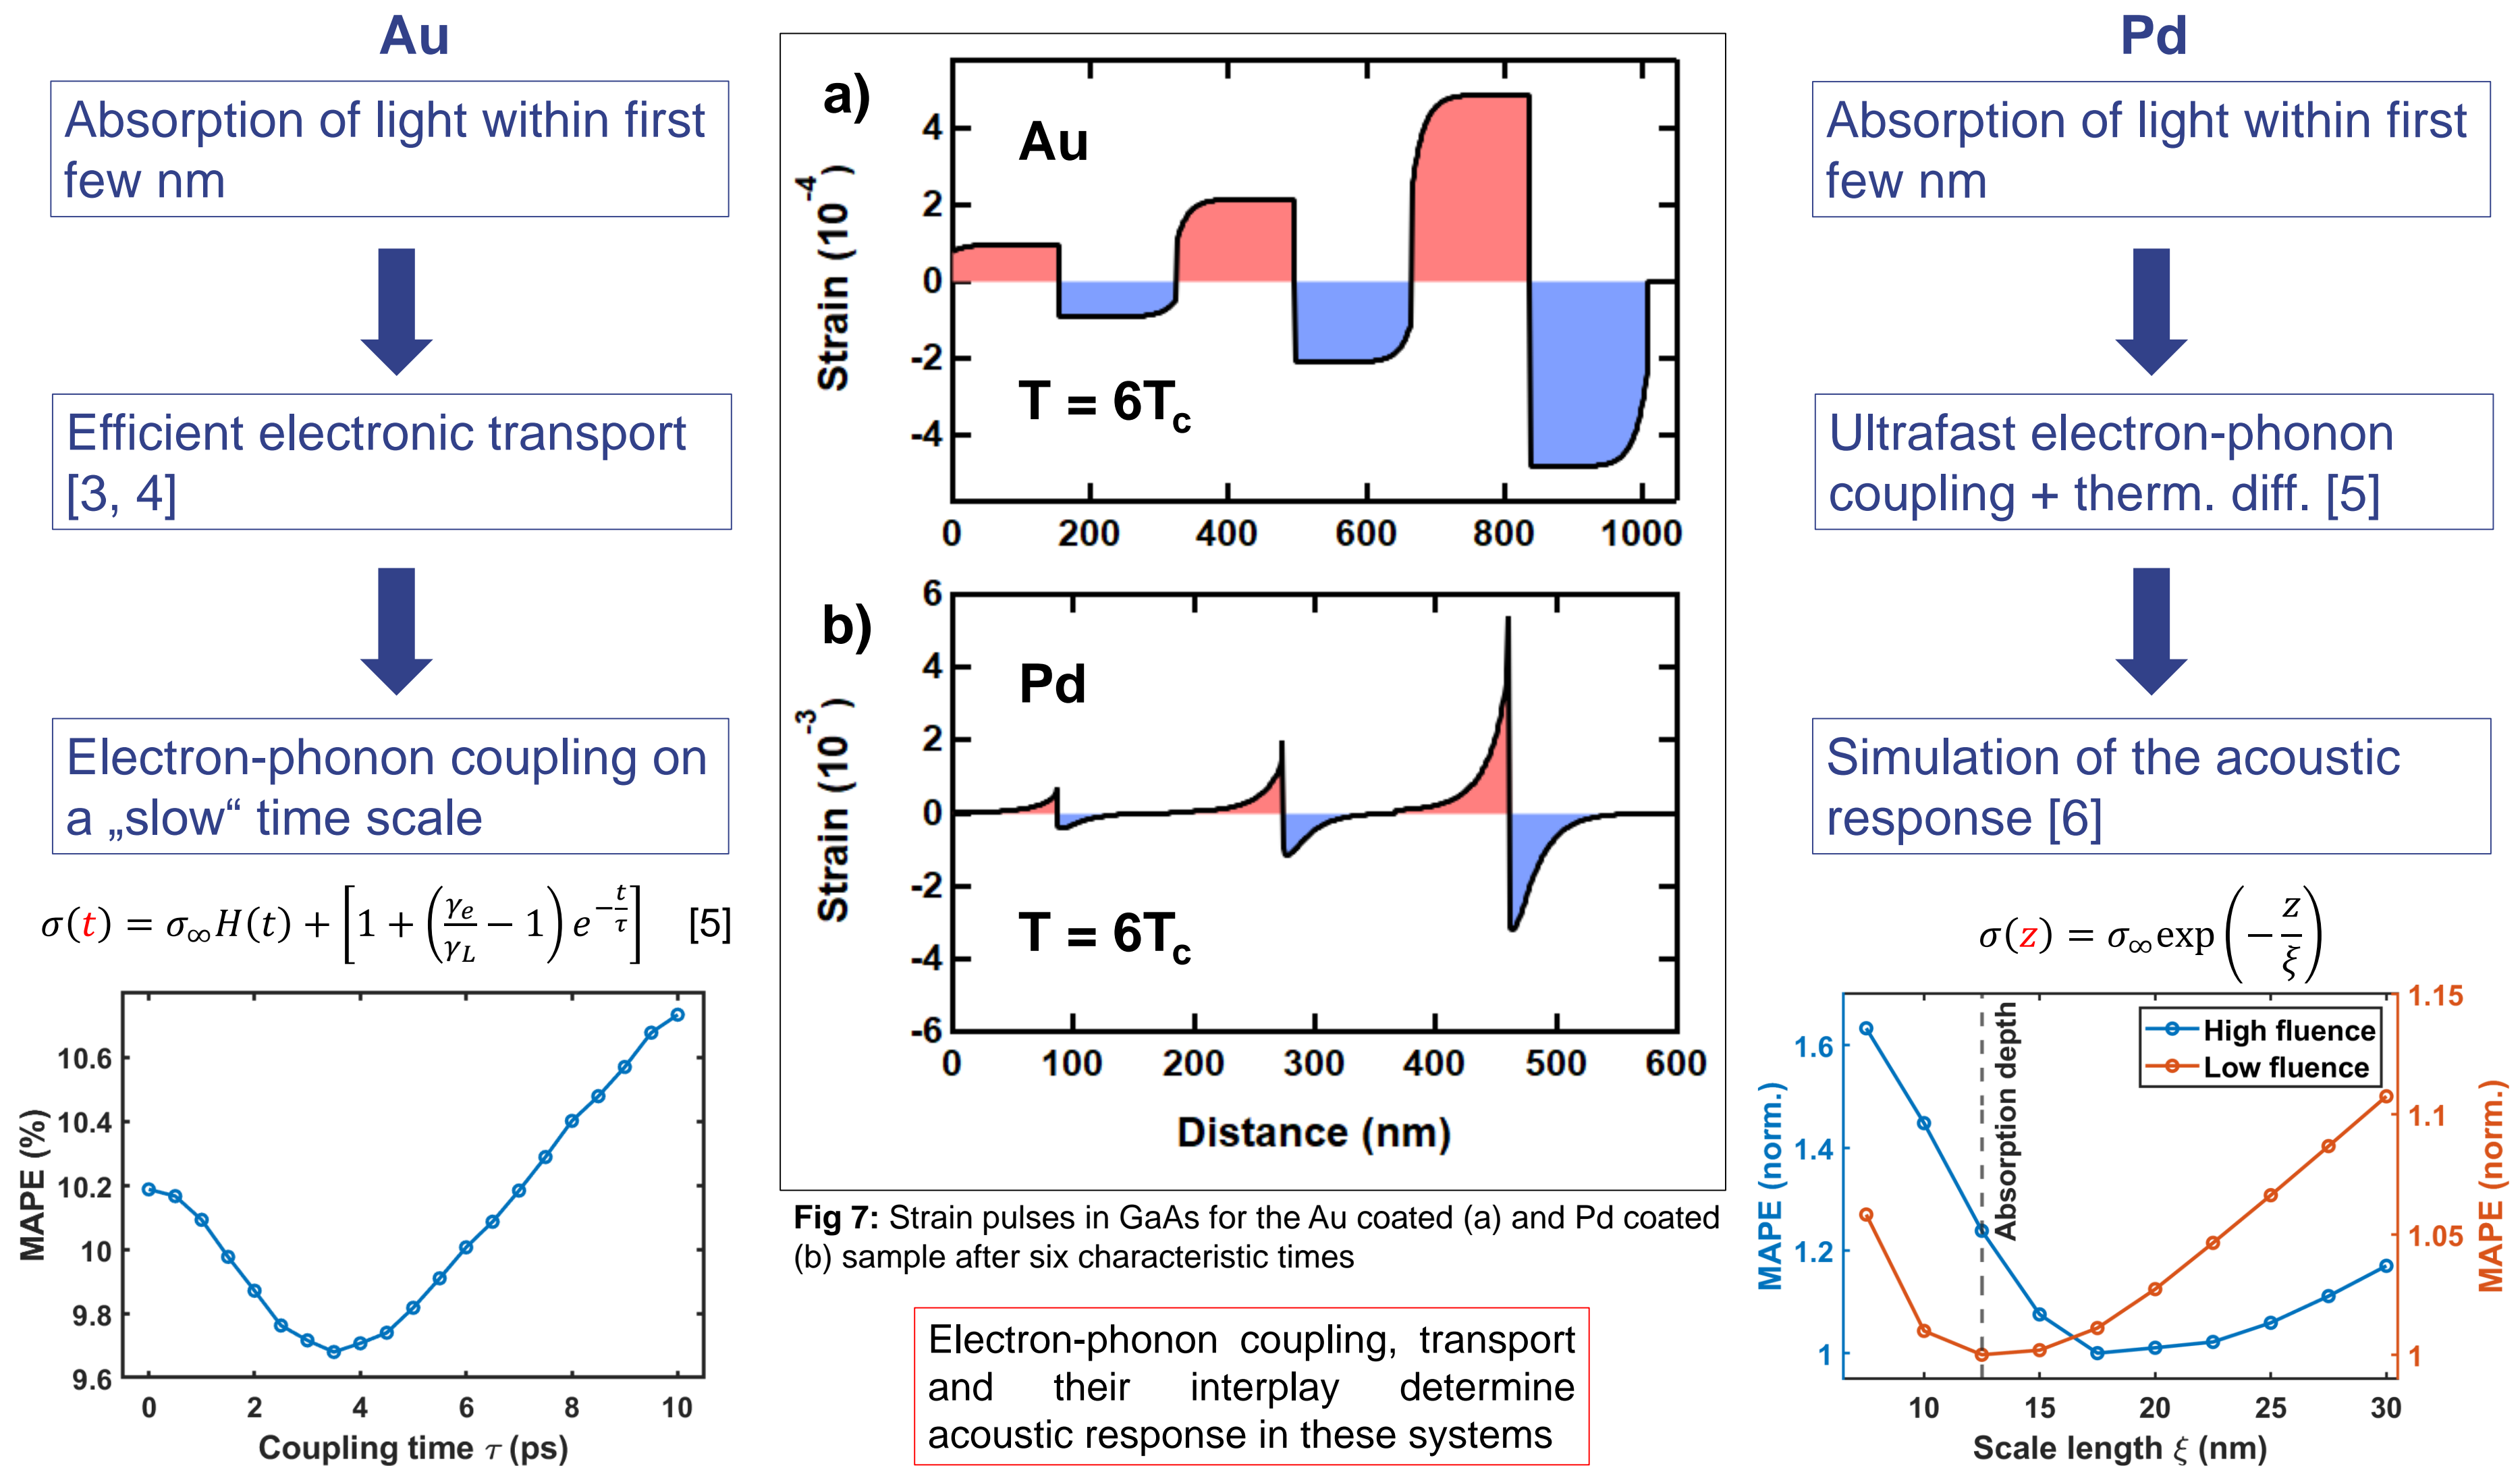 Au
Absorption of light within first
few nm
Efficient electronic transport
[3, 4]
Electron-phonon coupling on
a „slow“ time scale
σ(t) = σ∞H(t) + [1 + (γe/γL − 1) e^(−t/τ)] [5]
MAPE (%)
10.6
10.4
10.2
10
9.8
9.6
0 2 4 6 8 10
Coupling time τ (ps)
a)
Au
T = 6Tc
Strain (10-4)
4
2
0
-2
-4
0 200 400 600 800 1000
b)
Pd
T = 6Tc
Strain (10-3)
6
4
2
0
-2
-4
-6
0 100 200 300 400 500 600
Distance (nm)
Fig 7: Strain pulses in GaAs for the Au coated (a) and Pd coated
(b) sample after six characteristic times
Electron-phonon coupling, transport
and their interplay determine
acoustic response in these systems
Pd
Absorption of light within first
few nm
Ultrafast electron-phonon
coupling + therm. diff. [5]
Simulation of the acoustic
response [6]
σ(z) = σ∞exp(−z/ξ)
High fluence
Low fluence
Absorption depth
MAPE (norm.)
1.6
1.4
1.2
1
MAPE (norm.)
1.15
1.1
1.05
1
10 15 20 25 30
Scale length ξ (nm)